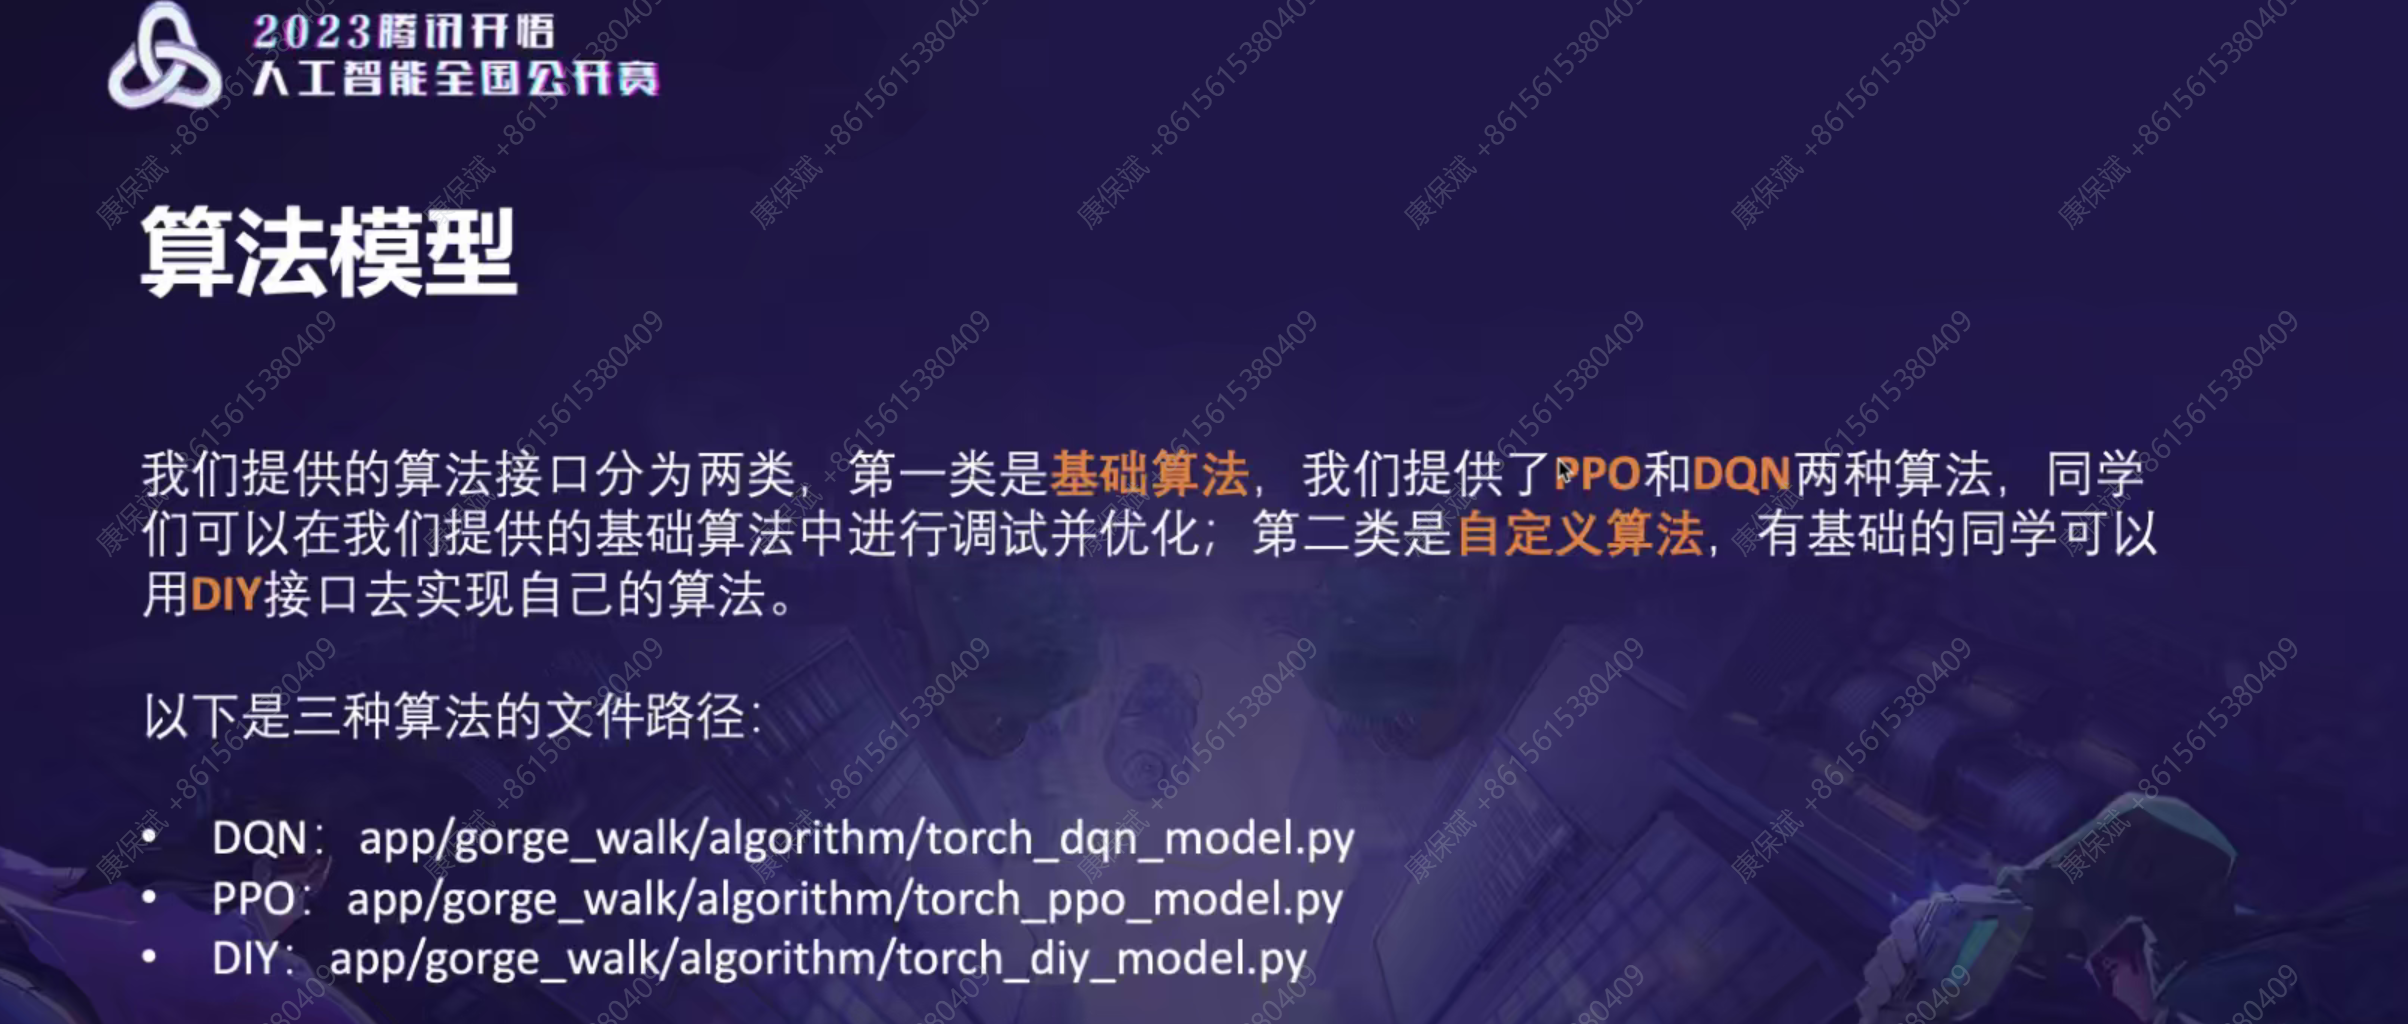 2023腾讯开悟
人工智能全国公开赛
算法模型
我们提供的算法接口分为两类，第一类是基础算法，我们提供了PPO和DQN两种算法，同学
们可以在我们提供的基础算法中进行调试并优化；第二类是自定义算法，有基础的同学可以
用DIY接口去实现自己的算法。
以下是三种算法的文件路径：
• DQN： app/gorge_walk/algorithm/torch_dqn_model.py
• PPO： app/gorge_walk/algorithm/torch_ppo_model.py
• DIY： app/gorge_walk/algorithm/torch_diy_model.py
康保斌 +8615615380409